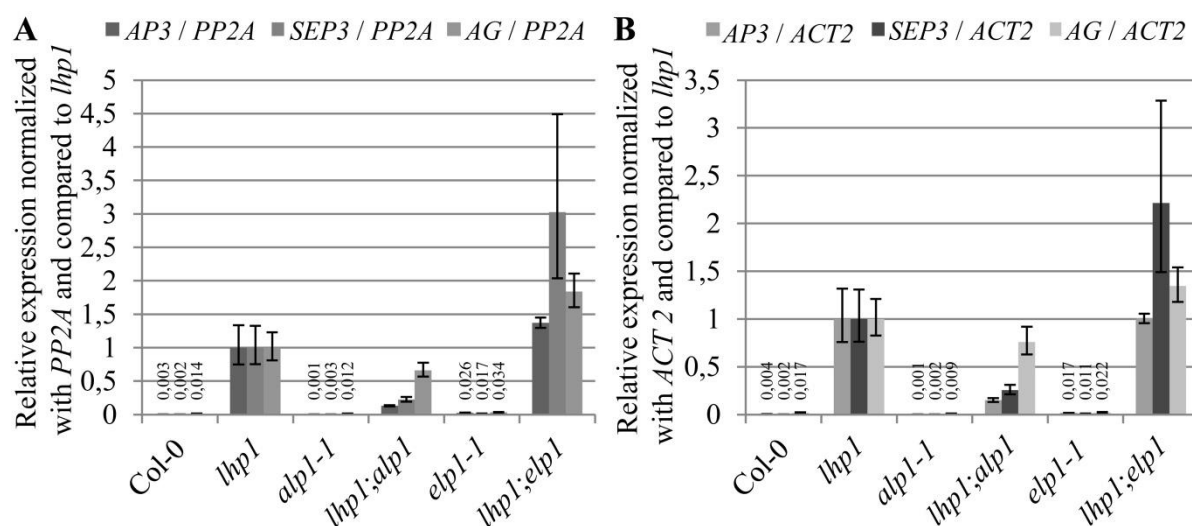 A
AP3 / PP2A SEP3 / PP2A AG / PP2A
Relative expression normalized
with PP2A and compared to lhp1
5
4,5
4
3,5
3
2,5
2
1,5
1
0,5
0
0,003
0,002
0,014
0,001
0,003
0,012
0,026
0,017
0,034
Col-0
lhp1
alp1-1
lhp1;alp1
elp1-1
lhp1;elp1
B
AP3 / ACT2 SEP3 / ACT2 AG / ACT2
Relative expression normalized
with ACT 2 and compared to lhp1
3,5
3
2,5
2
1,5
1
0,5
0
0,004
0,002
0,017
0,001
0,002
0,009
0,017
0,011
0,022
Col-0
lhp1
alp1-1
lhp1;alp1
elp1-1
lhp1;elp1